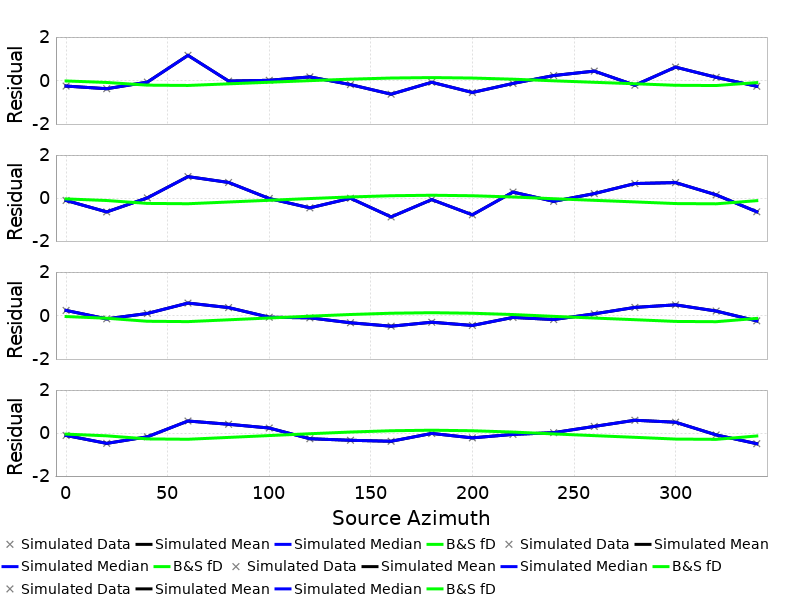 2
0
-2
Residual
2
0
-2
Residual
2
0
-2
Residual
2
0
-2
Residual
0 50 100 150 200 250 300
Source Azimuth
× Simulated Data Simulated Mean Simulated Median B&S fD × Simulated Data Simulated Mean
Simulated Median B&S fD × Simulated Data Simulated Mean Simulated Median B&S fD
× Simulated Data Simulated Mean Simulated Median B&S fD